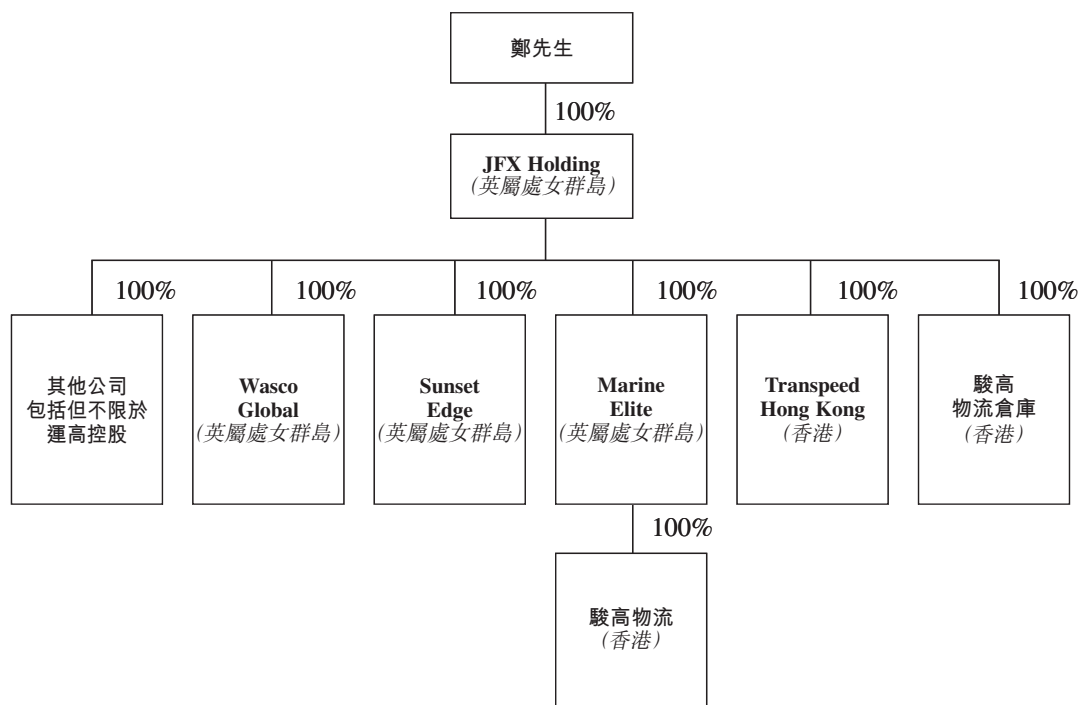 鄭先生
100%
JFX Holding
(英屬處女群島)
100%
100%
100%
100%
100%
100%
其他公司
包括但不限於
運高控股
Wasco
Global
(英屬處女群島)
Sunset
Edge
(英屬處女群島)
Marine
Elite
(英屬處女群島)
Transpeed
Hong Kong
(香港)
駿高
物流倉庫
(香港)
100%
駿高物流
(香港)